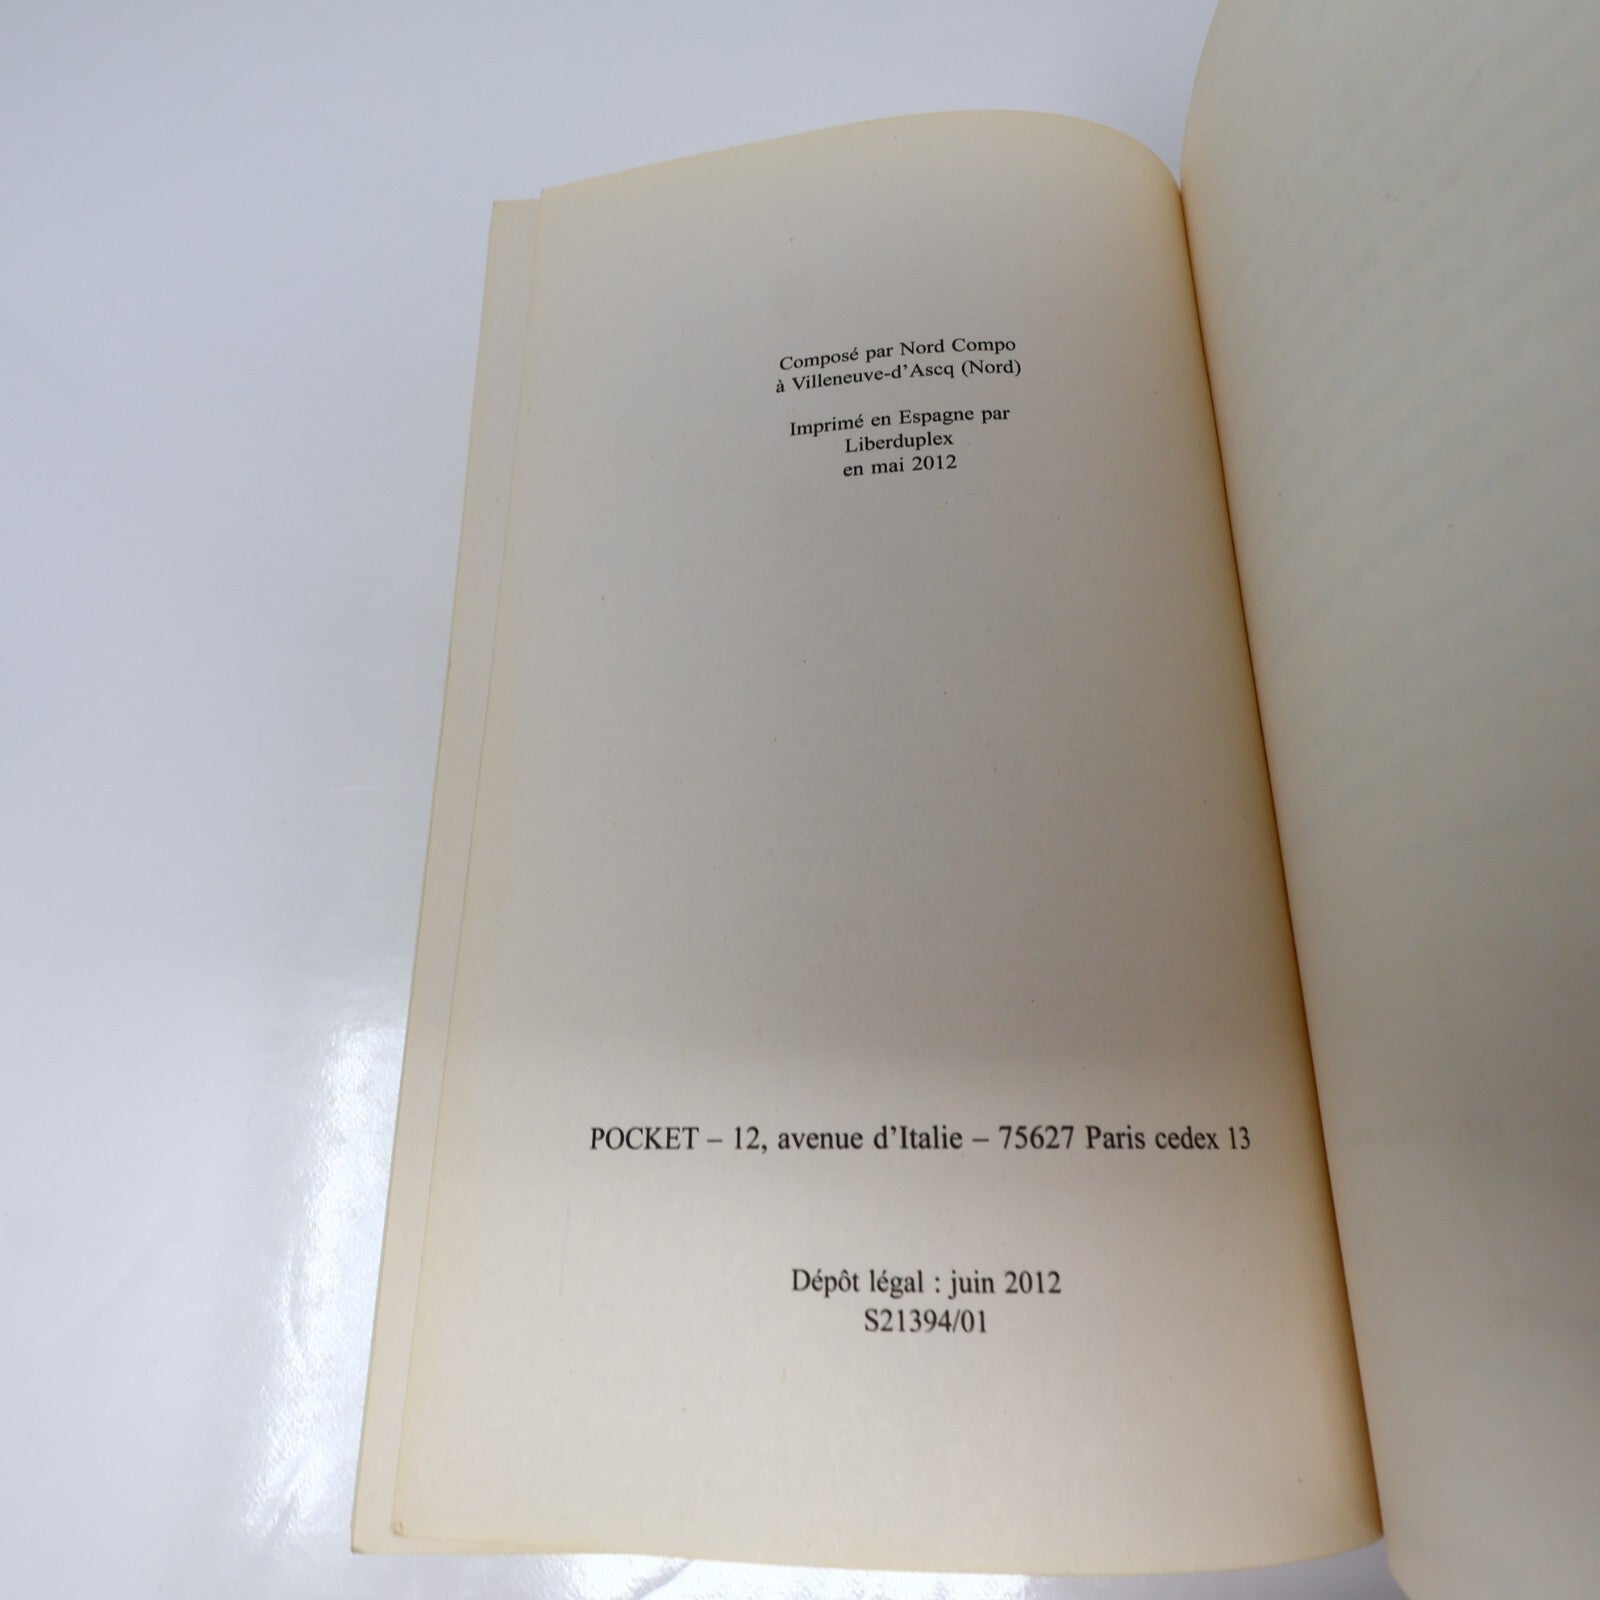 Composé par Nord Compo
à Villeneuve-d'Ascq (Nord)
Imprimé en Espagne par
Liberduplex
en mai 2012
POCKET – 12, avenue d'Italie – 75627 Paris cedex 13
Dépôt légal : juin 2012
S21394/01